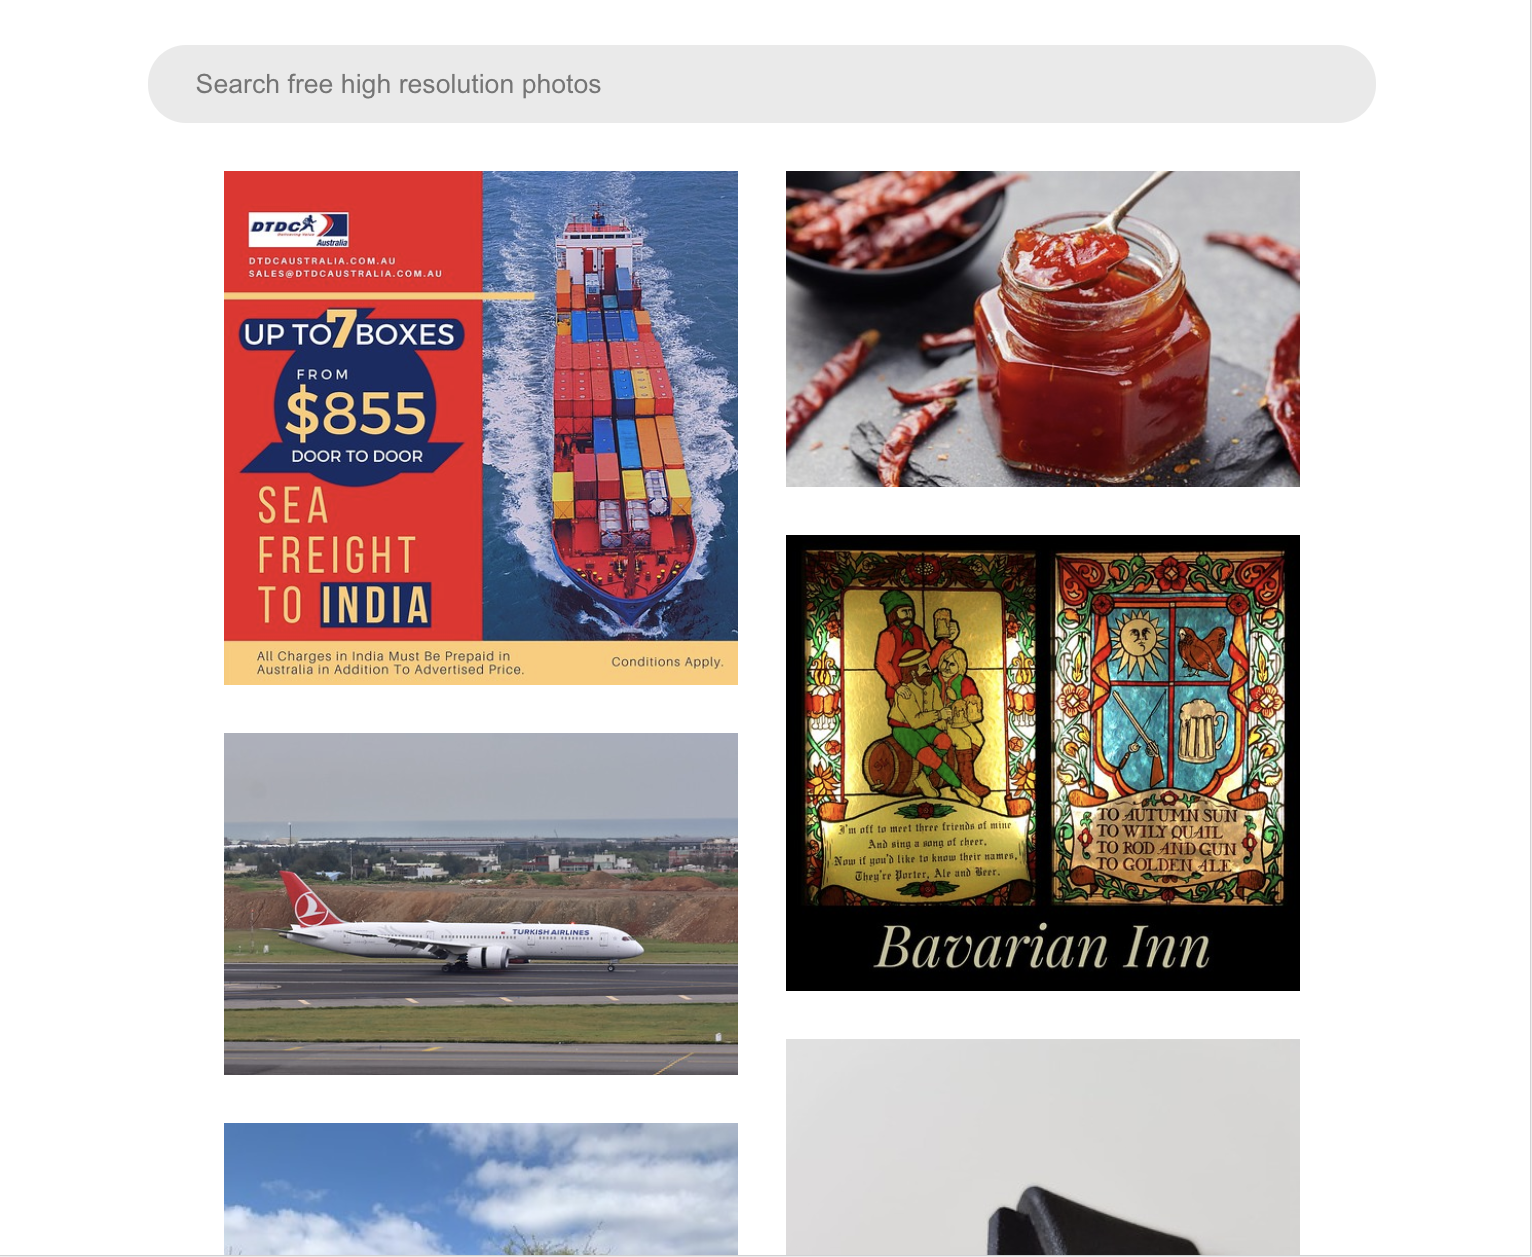 Search free high resolution photos
DTDC
Delivering Value
Australia
DTDCAUSTRALIA.COM.AU
SALES@DTDCAUSTRALIA.COM.AU
UP TO 7 BOXES
FROM
$855
DOOR TO DOOR
SEA
FREIGHT
TO INDIA
All Charges in India Must Be Prepaid in
Australia in Addition To Advertised Price.
Conditions Apply.
TURKISH AIRLINES
I'm off to meet three friends of mine
And sing a song of cheer,
Now if you'd like to know their names,
They're Porter, Ale and Beer.
TO AUTUMN SUN
TO WILY QUAIL
TO ROD AND GUN
TO GOLDEN ALE
Bavarian Inn